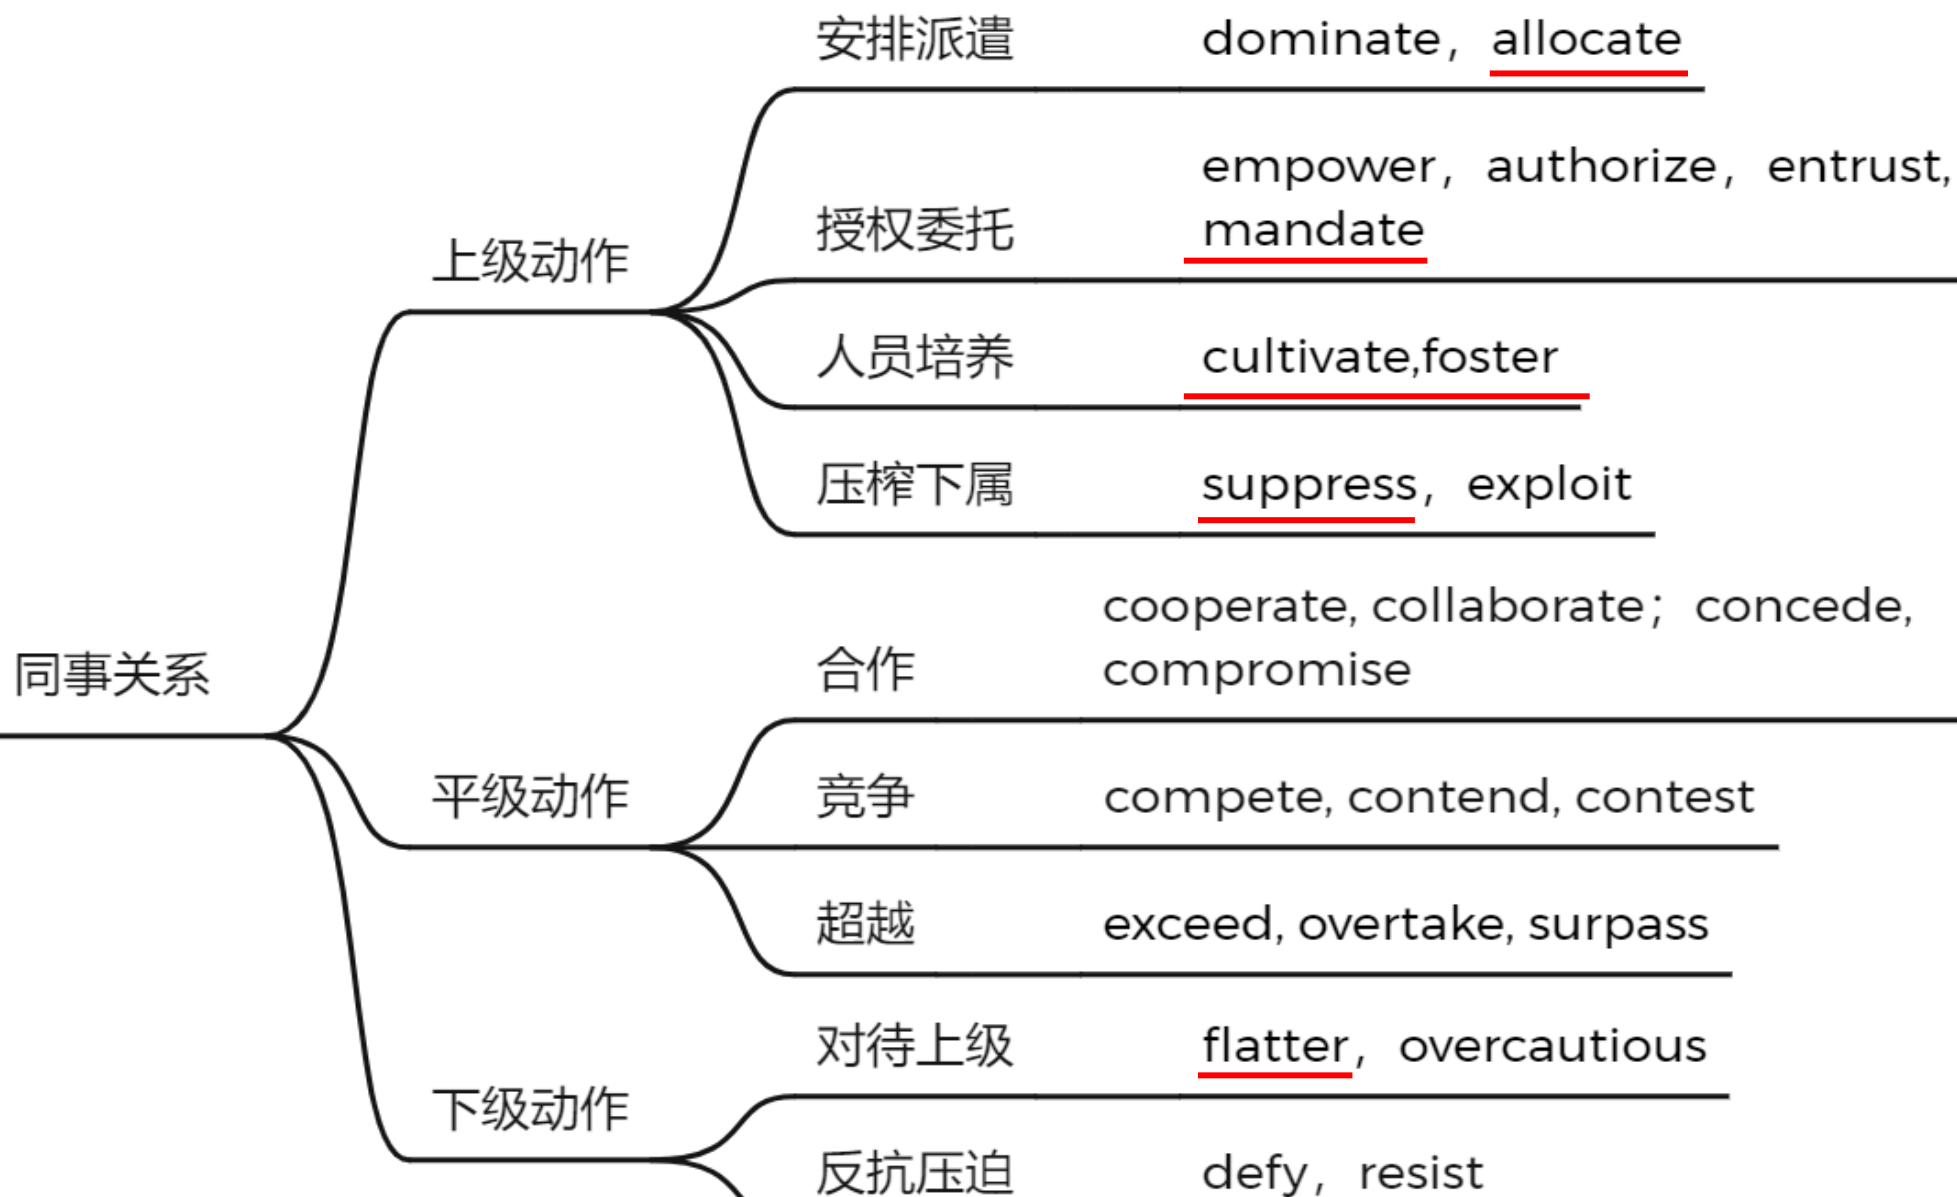 安排派遣 dominate，allocate
empower，authorize，entrust,
授权委托 mandate
上级动作
人员培养 cultivate,foster
压榨下属 suppress，exploit
cooperate, collaborate；concede,
合作 compromise
同事关系
平级动作
竞争 compete, contend, contest
超越 exceed, overtake, surpass
对待上级 flatter，overcautious
下级动作
反抗压迫 defy，resist